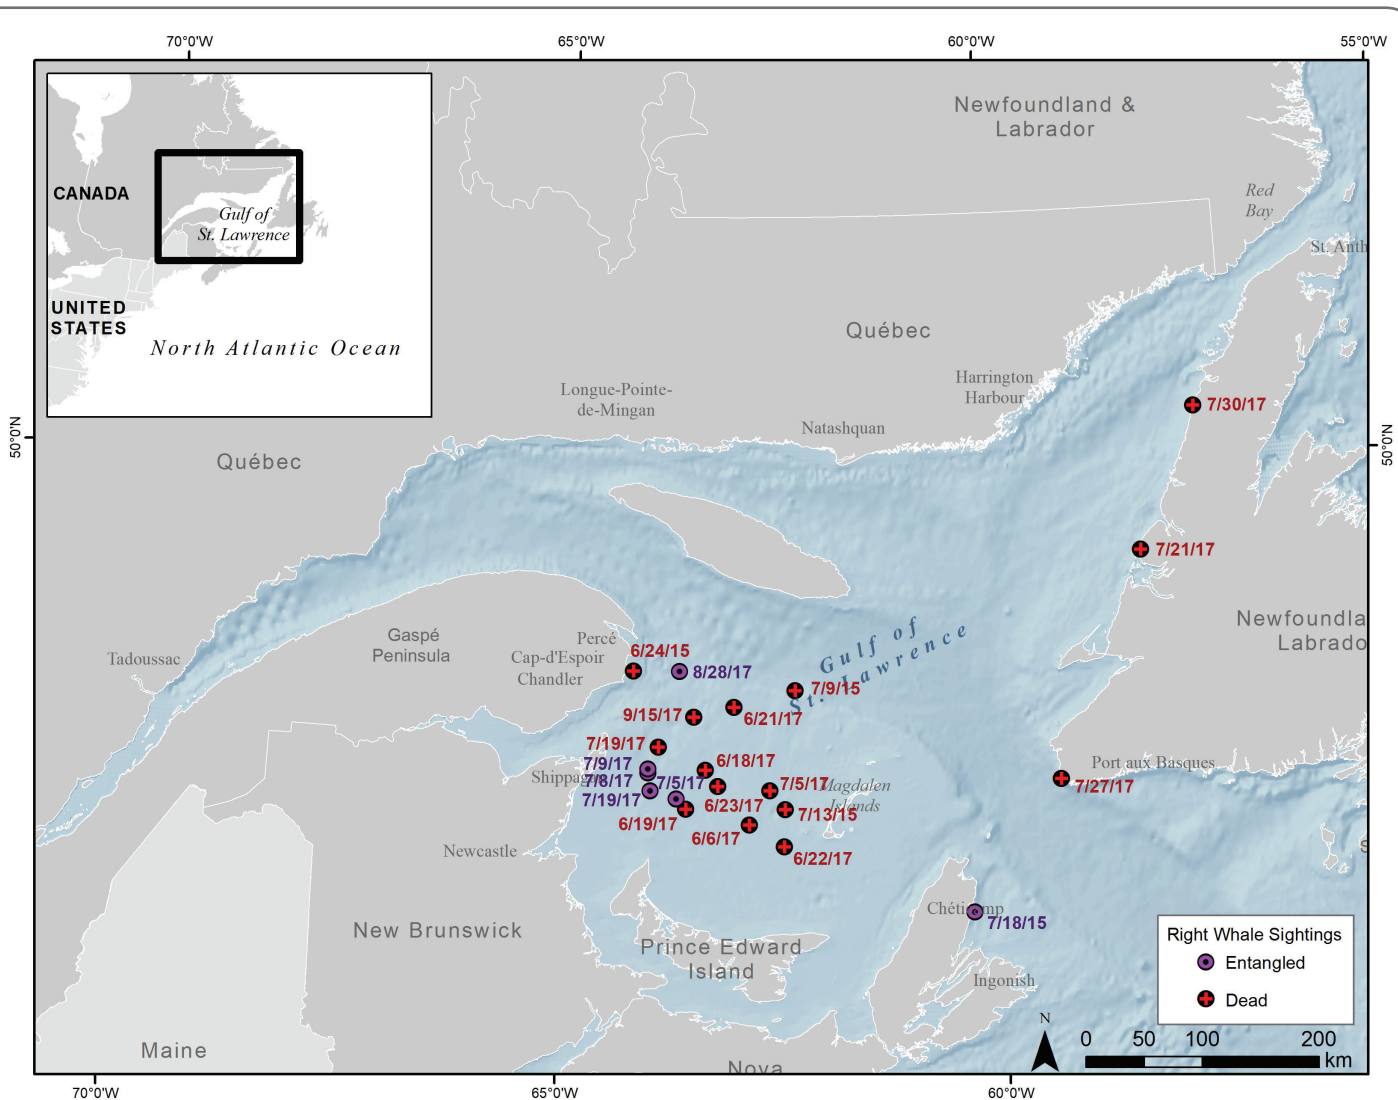 70°0'W
65°0'W
60°0'W
55°0'W
CANADA
Gulf of
St. Lawrence
UNITED
STATES
North Atlantic Ocean
Newfoundland &
Labrador
Red
Bay
St. Anth
Québec
Harrington
Harbour
Longue-Pointe-
de-Mingan
Natashquan
50°0'N
50°0'N
Québec
7/30/17
7/21/17
Newfoundla
Labrado
Gaspé
Peninsula
Percé
Cap-d'Espoir
Chandler
Tadoussac
6/24/15
8/28/17
Gulf of
St. Lawrence
7/9/15
9/15/17
6/21/17
7/19/17
7/9/17
6/18/17
Shippagan
7/8/17
7/5/17
7/5/17
Magdalen
Islands
7/19/17
6/23/17
7/13/15
6/19/17
6/6/17
6/22/17
Port aux Basques
7/27/17
Newcastle
S
Chéticamp
7/18/15
New Brunswick
Prince Edward
Island
Ingonish
Right Whale Sightings
Entangled
Dead
N
0 50 100 200
km
Maine
Nova
70°0'W
65°0'W
60°0'W